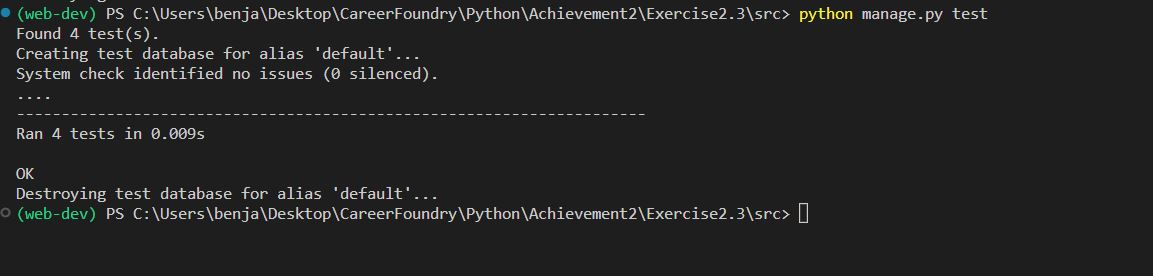 (web-dev) PS C:\Users\benja\Desktop\CareerFoundry\Python\Achievement2\Exercise2.3\src> python manage.py test
Found 4 test(s).
Creating test database for alias 'default'...
System check identified no issues (0 silenced).
....
----------------------------------------------------------------------
Ran 4 tests in 0.009s
OK
Destroying test database for alias 'default'...
(web-dev) PS C:\Users\benja\Desktop\CareerFoundry\Python\Achievement2\Exercise2.3\src>